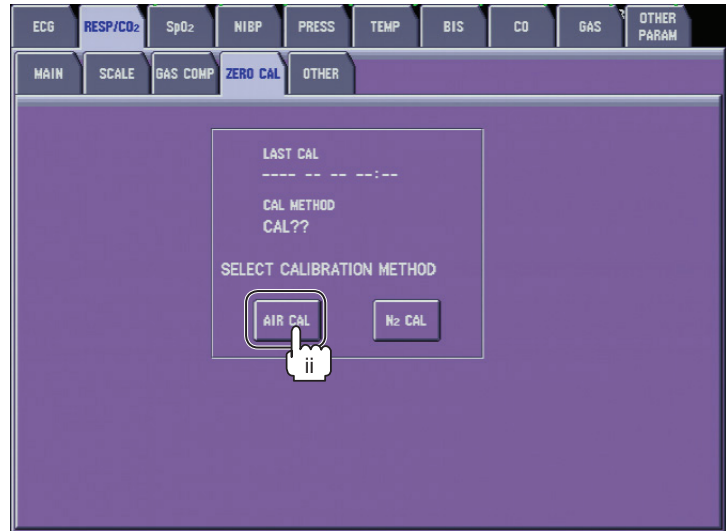 ECG RESP/CO₂ SpO₂ NIBP PRESS TEMP BIS CO GAS OTHER PARAM
MAIN SCALE GAS COMP ZERO CAL OTHER
LAST CAL
---- -- -- --:--
CAL METHOD
CAL??
SELECT CALIBRATION METHOD
AIR CAL N₂ CAL
ii